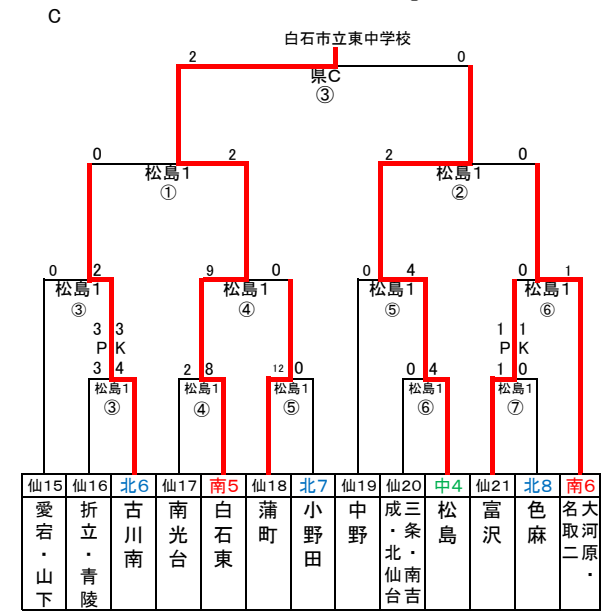 C
白石市立東中学校
2 0
県C
③
0 2 2 0
松島1 松島1
① ②
0 2 9 0 0 4 0 1
松島1 松島1 松島1 松島1
③ ④ ⑤ ⑥
3 3 1 1
P K P K
3 4 2 8 12 0 0 4 1 0
松島1 松島1 松島1 松島1 松島1
③ ④ ⑤ ⑥ ⑦
仙15 仙16 北6 仙17 南5 仙18 北7 仙19 仙20 中4 仙21 北8 南6
愛宕・山下
折立・青陵
古川南
南光台
白石東
蒲町
小野田
中野
三条・南吉
成・北仙台
松島
富沢
色麻
大河原・
名取二